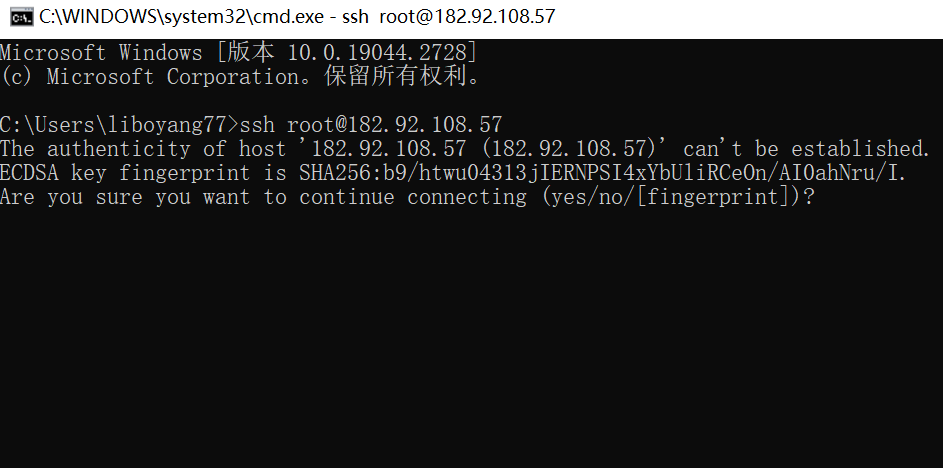 C:\WINDOWS\system32\cmd.exe - ssh  root@182.92.108.57
Microsoft Windows [版本 10.0.19044.2728]
(c) Microsoft Corporation。保留所有权利。
C:\Users\liboyang77>ssh root@182.92.108.57
The authenticity of host '182.92.108.57 (182.92.108.57)' can't be established.
ECDSA key fingerprint is SHA256:b9/htwu04313jIERNPSI4xYbUliRCeOn/AI0ahNru/I.
Are you sure you want to continue connecting (yes/no/[fingerprint])?